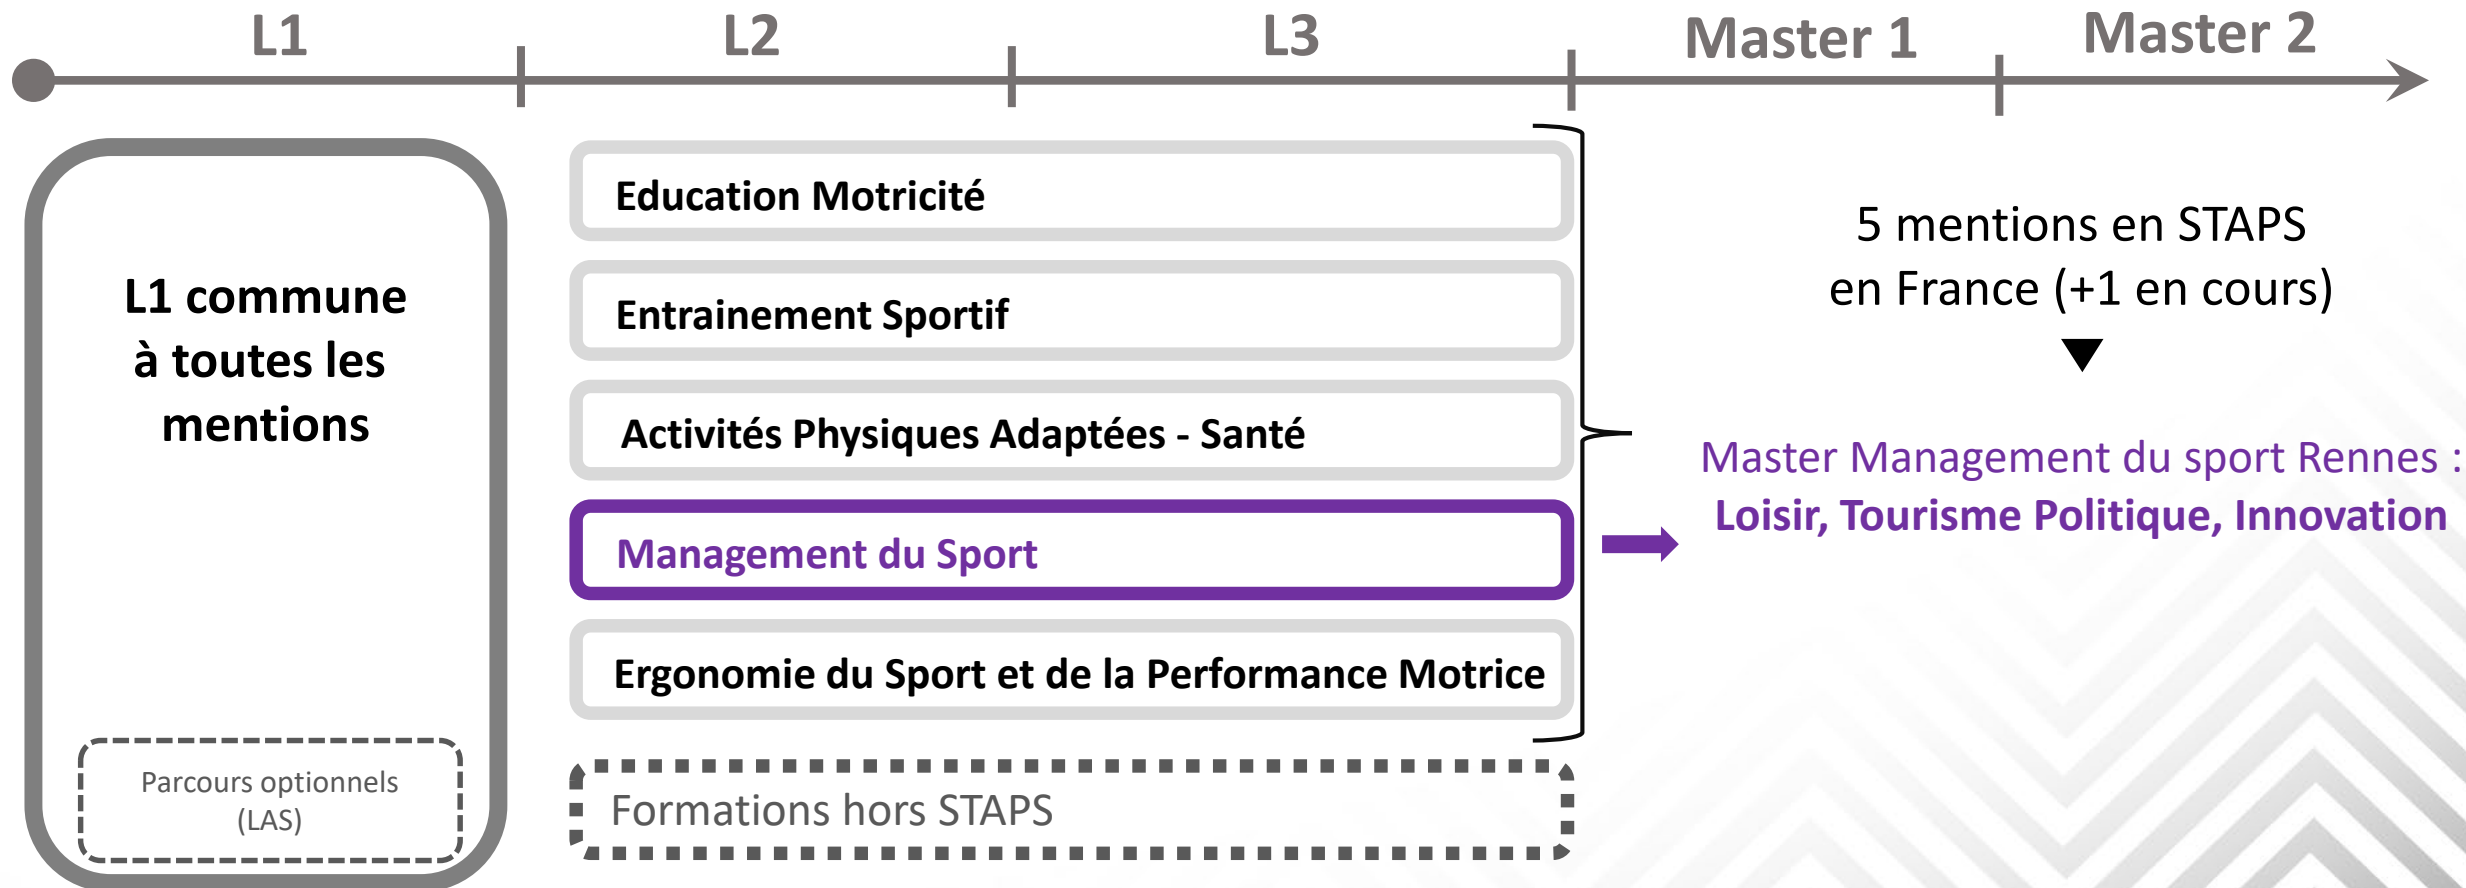 L1
L2
L3
Master 1
Master 2
L1 commune
à toutes les
mentions
Parcours optionnels
(LAS)
Education Motricité
Entrainement Sportif
Activités Physiques Adaptées - Santé
Management du Sport
Ergonomie du Sport et de la Performance Motrice
Formations hors STAPS
5 mentions en STAPS
en France (+1 en cours)
Master Management du sport Rennes :
Loisir, Tourisme Politique, Innovation